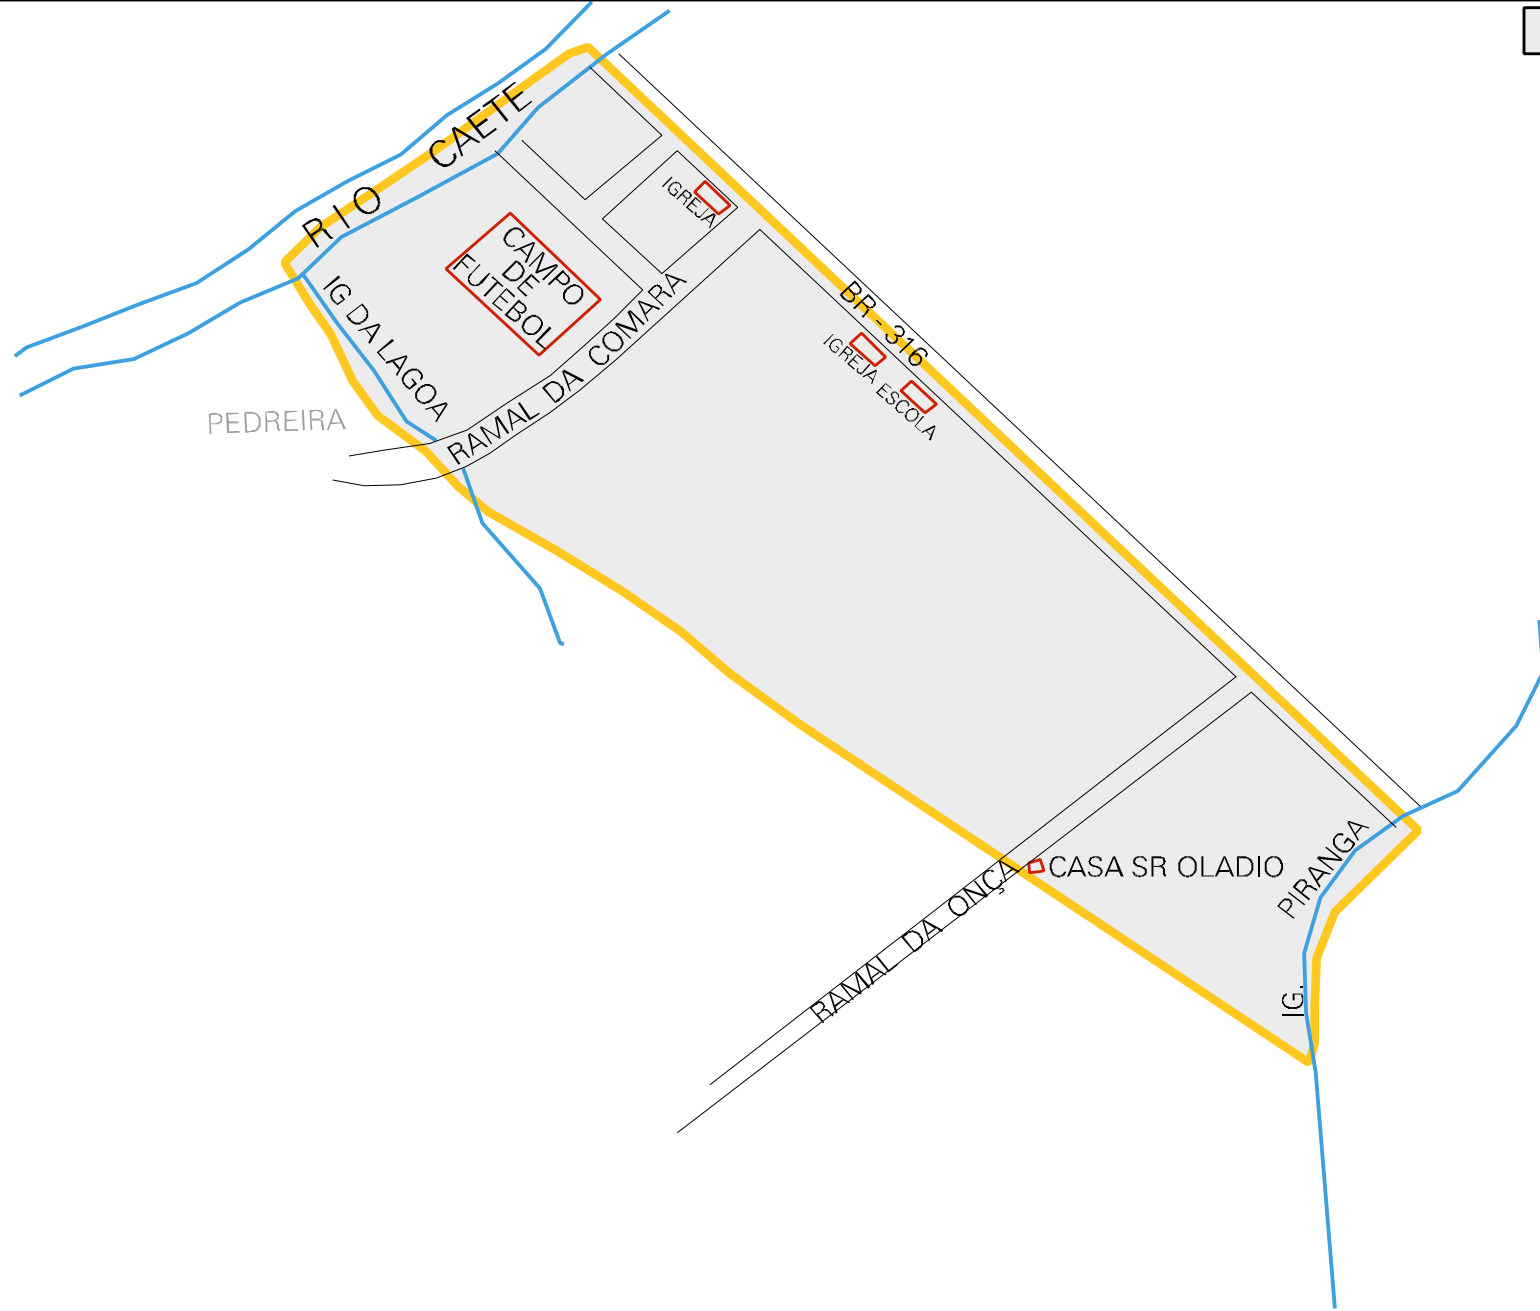 RIO CAETE
IGREJA
CAMPO
DE
FUTEBOL
IG DA LAGOA
RAMAL DA COMARA
BR - 316
IGREJA
ESCOLA
PEDREIRA
CASA SR OLADIO
RAMAL DA ONÇA
IG. PIRANGA